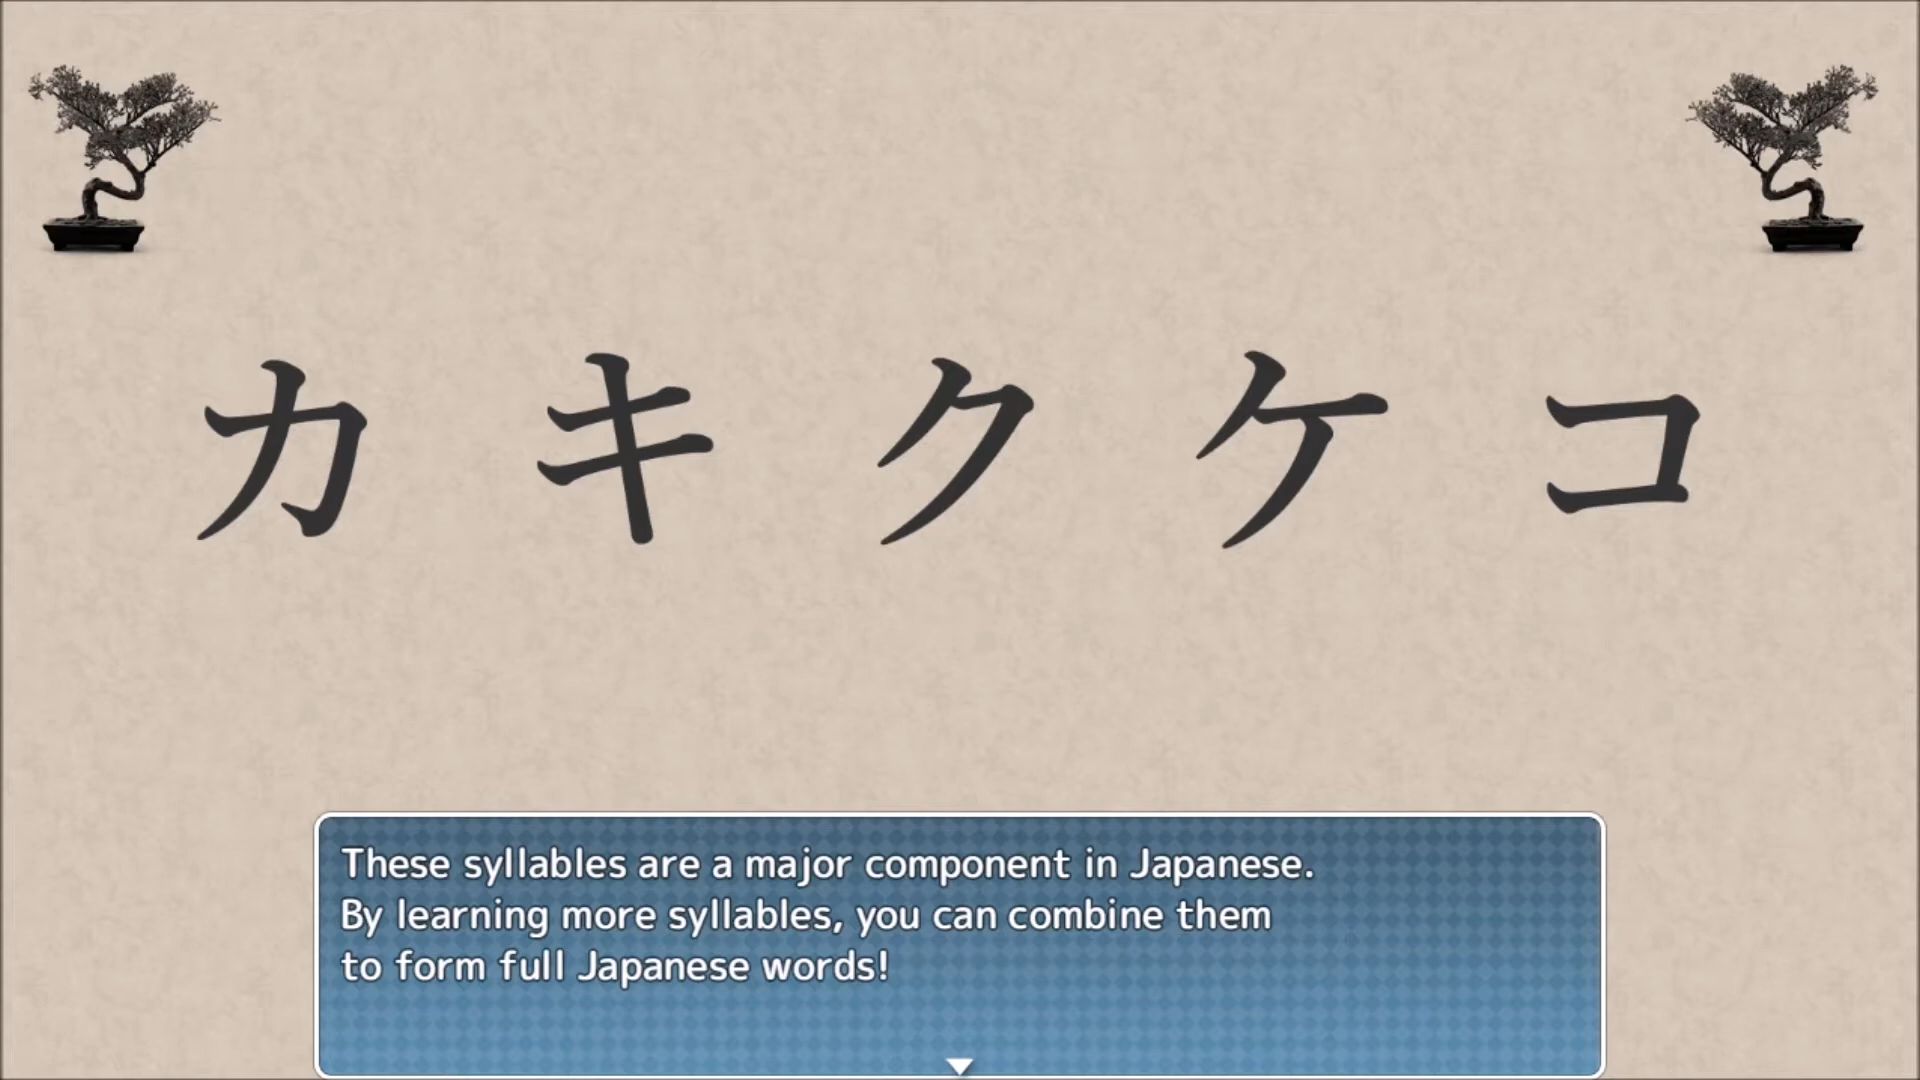 カ キ ク ケ コ
These syllables are a major component in Japanese.
By learning more syllables, you can combine them
to form full Japanese words!